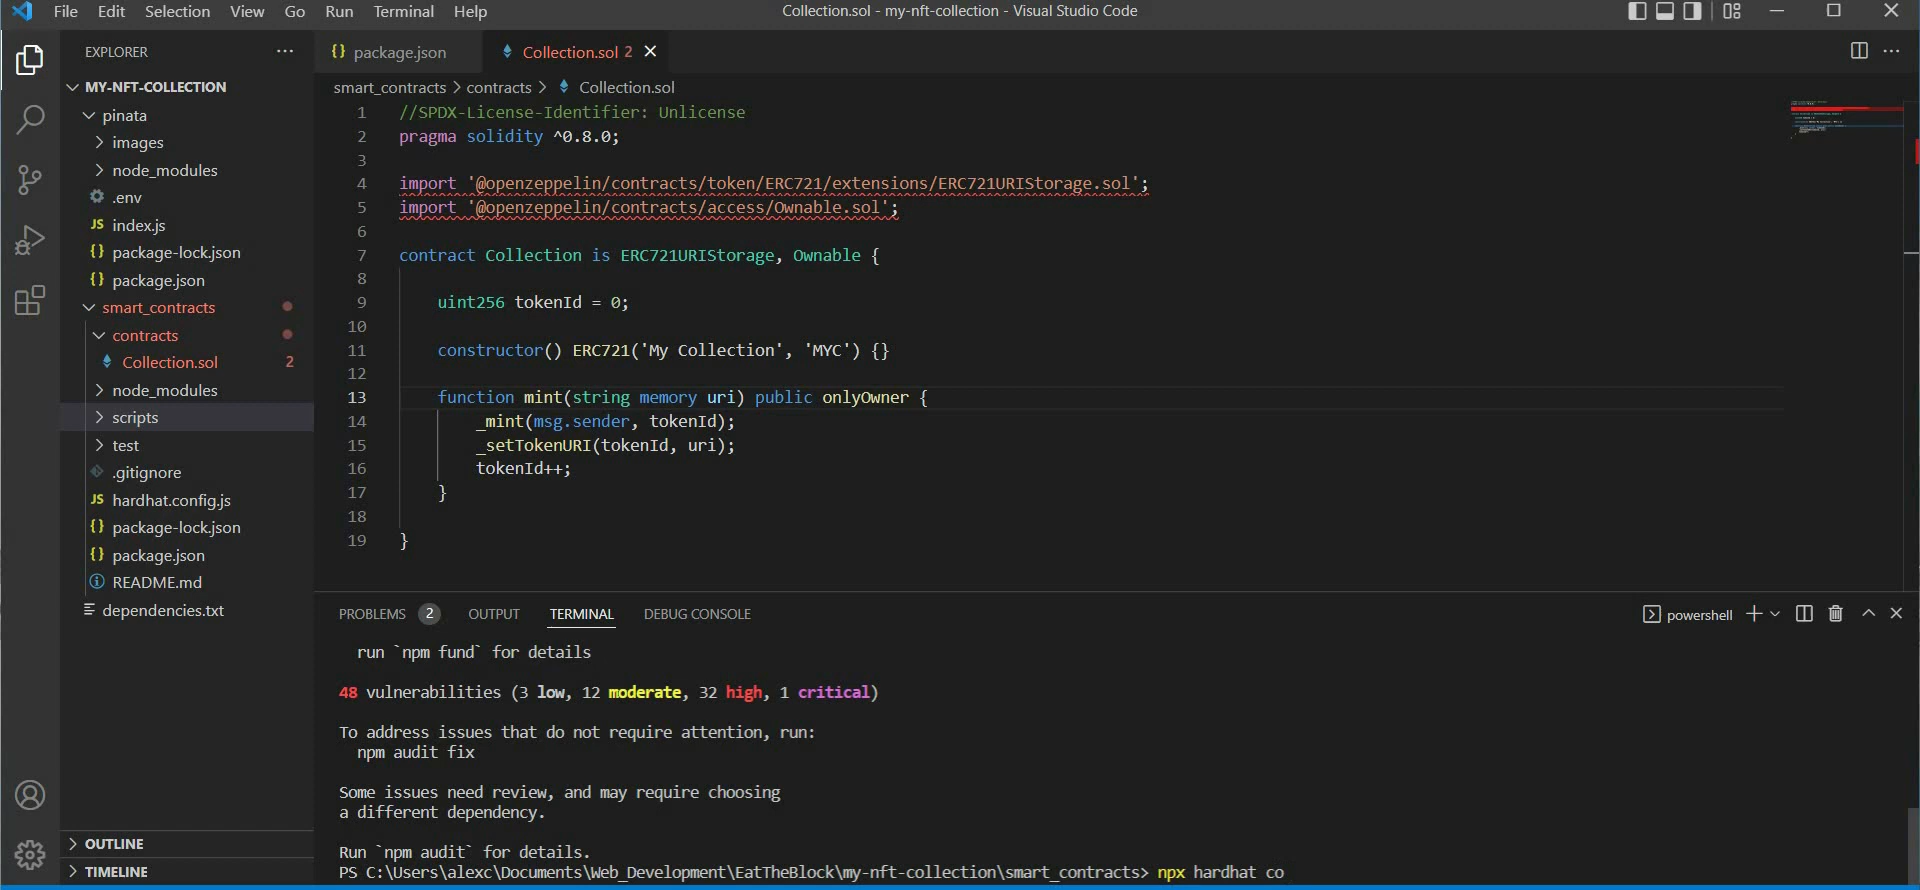 File Edit Selection View Go Run Terminal Help
Collection.sol - my-nft-collection - Visual Studio Code
EXPLORER
MY-NFT-COLLECTION
pinata
images
node_modules
.env
JS index.js
{} package-lock.json
{} package.json
smart_contracts
contracts
Collection.sol 2
node_modules
scripts
test
.gitignore
JS hardhat.config.js
{} package-lock.json
{} package.json
README.md
dependencies.txt
OUTLINE
TIMELINE
{} package.json
Collection.sol 2
smart_contracts > contracts > Collection.sol
1 //SPDX-License-Identifier: Unlicense
2 pragma solidity ^0.8.0;
3
4 import '@openzeppelin/contracts/token/ERC721/extensions/ERC721URIStorage.sol';
5 import '@openzeppelin/contracts/access/Ownable.sol';
6
7 contract Collection is ERC721URIStorage, Ownable {
8
9 uint256 tokenId = 0;
10
11 constructor() ERC721('My Collection', 'MYC') {}
12
13 function mint(string memory uri) public onlyOwner {
14 _mint(msg.sender, tokenId);
15 _setTokenURI(tokenId, uri);
16 tokenId++;
17 }
18
19 }
PROBLEMS 2 OUTPUT TERMINAL DEBUG CONSOLE
powershell
run `npm fund` for details
48 vulnerabilities (3 low, 12 moderate, 32 high, 1 critical)
To address issues that do not require attention, run:
npm audit fix
Some issues need review, and may require choosing
a different dependency.
Run `npm audit` for details.
PS C:\Users\alexc\Documents\Web_Development\EatTheBlock\my-nft-collection\smart_contracts> npx hardhat co